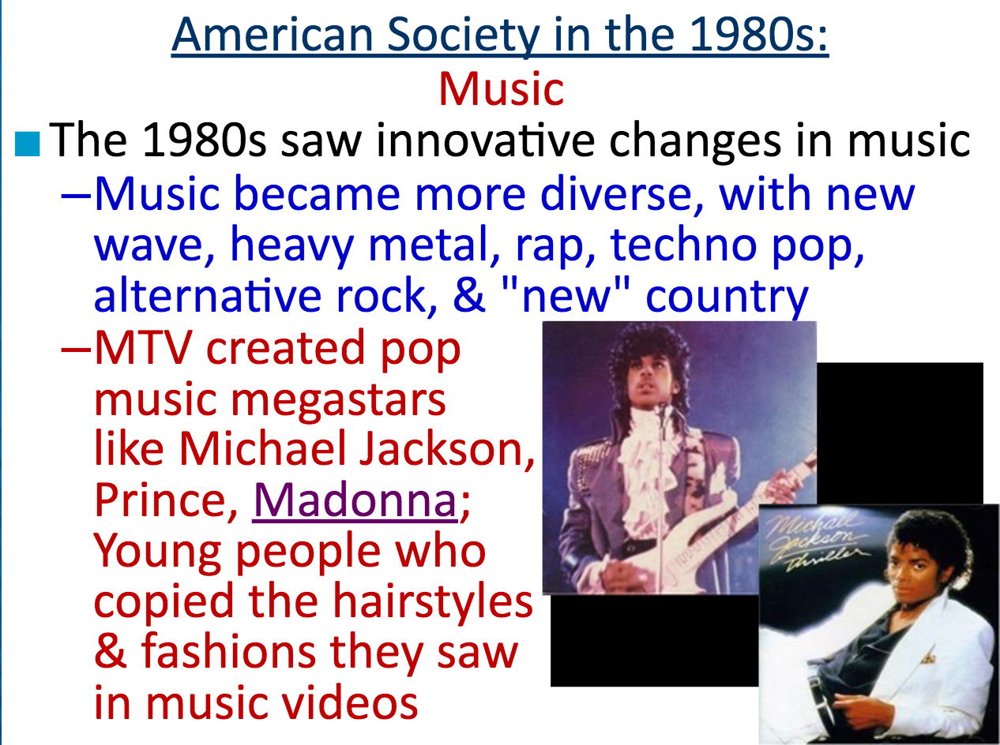 American Society in the 1980s:
Music
The 1980s saw innovative changes in music
–Music became more diverse, with new
wave, heavy metal, rap, techno pop,
alternative rock, & "new" country
–MTV created pop
music megastars
like Michael Jackson,
Prince, Madonna;
Young people who
copied the hairstyles
& fashions they saw
in music videos
Michael
Jackson
Thriller